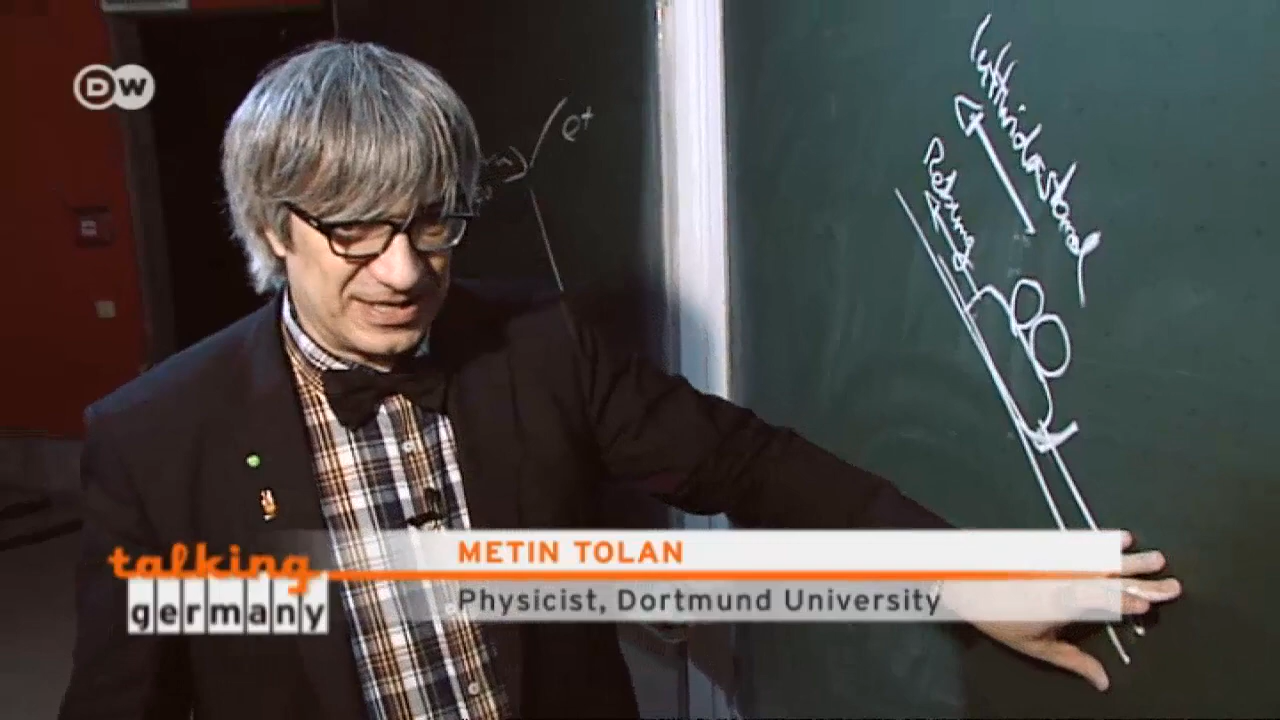 DW
e+
Luftwiderstand
Reibung
METIN TOLAN
talking
germany
Physicist, Dortmund University